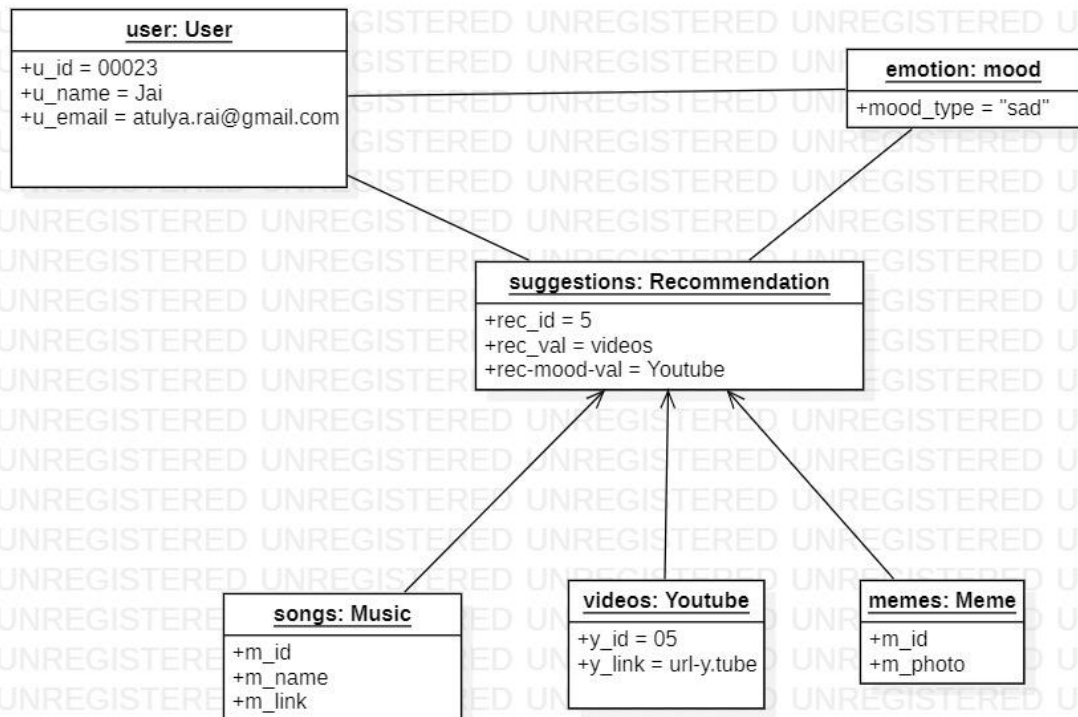 user: User
+u_id = 00023
+u_name = Jai
+u_email = atulya.rai@gmail.com
emotion: mood
+mood_type = "sad"
suggestions: Recommendation
+rec_id = 5
+rec_val = videos
+rec-mood-val = Youtube
songs: Music
+m_id
+m_name
+m_link
videos: Youtube
+y_id = 05
+y_link = url-y.tube
memes: Meme
+m_id
+m_photo
UNREGISTERED